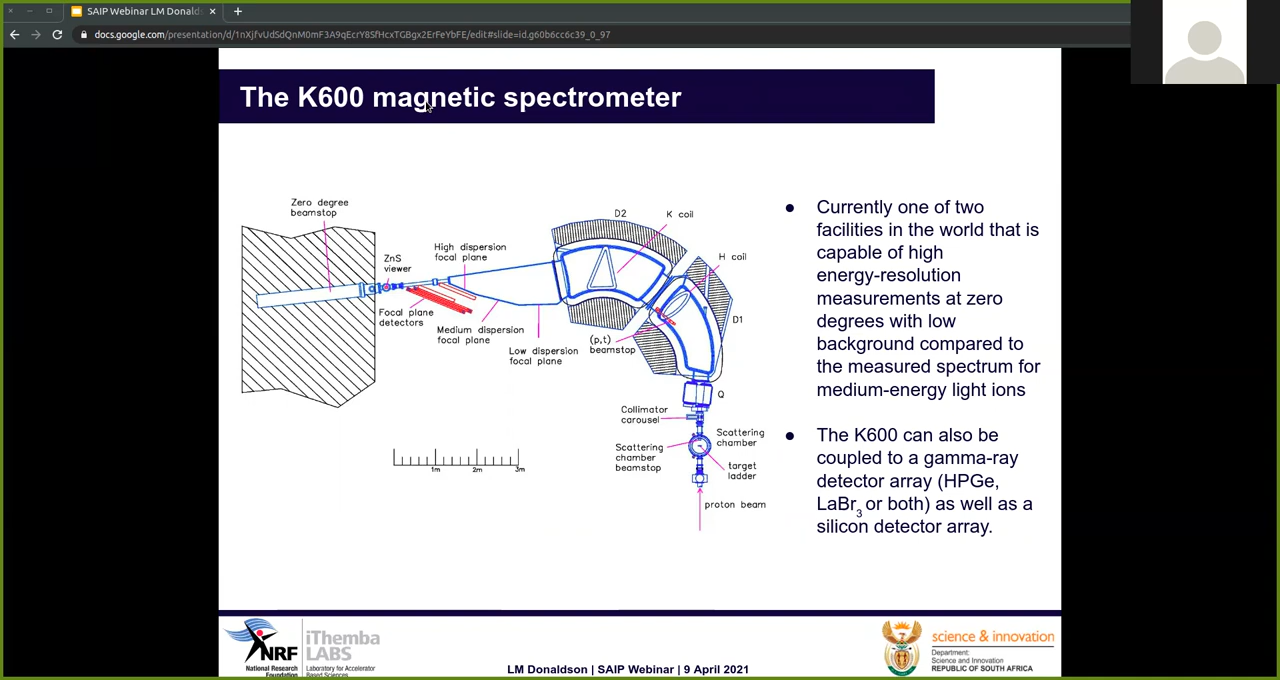 SAIP Webinar LM Donalds
docs.google.com/presentation/d/1nXjfvUdSdQnM0mF3A9qEcrY8SfHcxTGBgx2ErFeYbFE/edit#slide=id.g60b6cc6c39_0_97
The K600 magnetic spectrometer
Zero degree
beamstop
ZnS
viewer
High dispersion
focal plane
D2
K coil
H coil
D1
Focal plane
detectors
Medium dispersion
focal plane
Low dispersion
focal plane
(p,t)
beamstop
Q
Collimator
carousel
Scattering
chamber
Scattering
chamber
beamstop
target
ladder
proton beam
1m 2m 3m
● Currently one of two
facilities in the world that is
capable of high
energy-resolution
measurements at zero
degrees with low
background compared to
the measured spectrum for
medium-energy light ions
● The K600 can also be
coupled to a gamma-ray
detector array (HPGe,
LaBr3 or both) as well as a
silicon detector array.
NRF
National Research
Foundation
iThemba
LABS
Laboratory for Accelerator
Based Sciences
LM Donaldson | SAIP Webinar | 9 April 2021
science & innovation
Department:
Science and Innovation
REPUBLIC OF SOUTH AFRICA